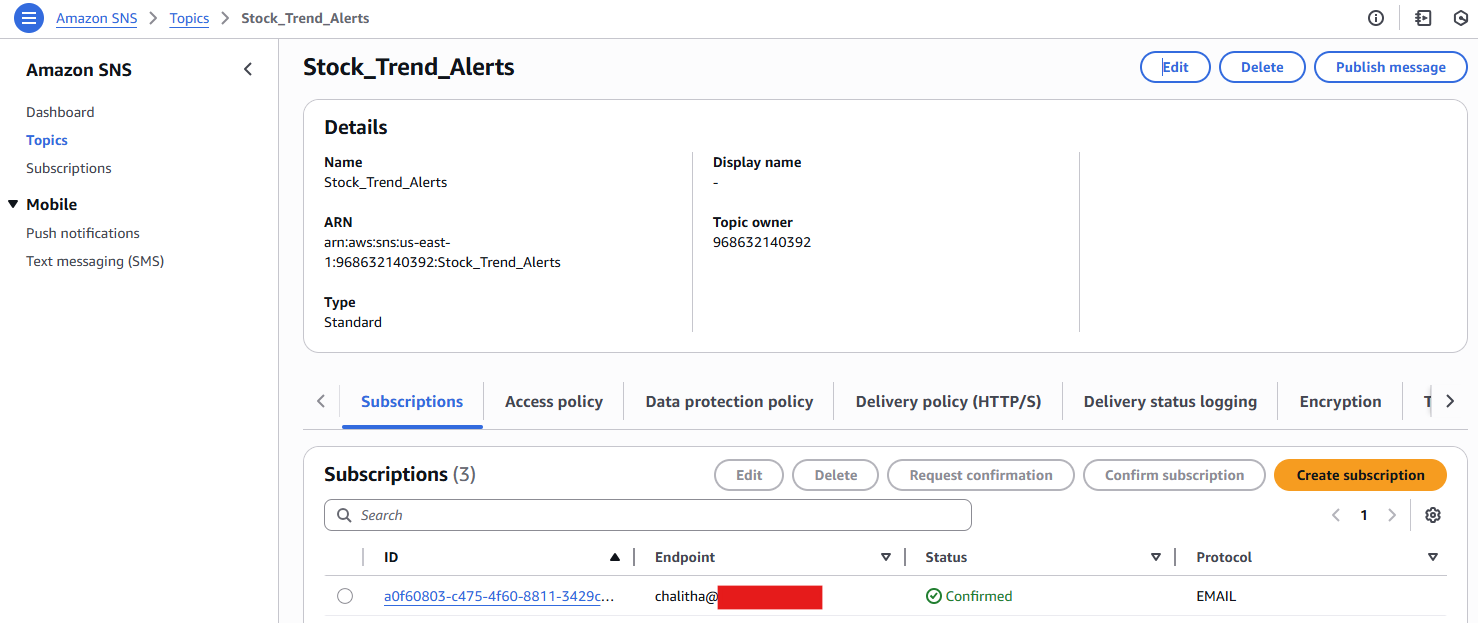 Amazon SNS > Topics > Stock_Trend_Alerts
Amazon SNS
Dashboard
Topics
Subscriptions
Mobile
Push notifications
Text messaging (SMS)
Stock_Trend_Alerts
Edit Delete Publish message
Details
Name
Stock_Trend_Alerts
ARN
arn:aws:sns:us-east-
1:968632140392:Stock_Trend_Alerts
Type
Standard
Display name
-
Topic owner
968632140392
Subscriptions Access policy Data protection policy Delivery policy (HTTP/S) Delivery status logging Encryption T
Subscriptions (3)
Edit Delete Request confirmation Confirm subscription Create subscription
Search
1
ID Endpoint Status Protocol
a0f60803-c475-4f60-8811-3429c... chalitha@ Confirmed EMAIL